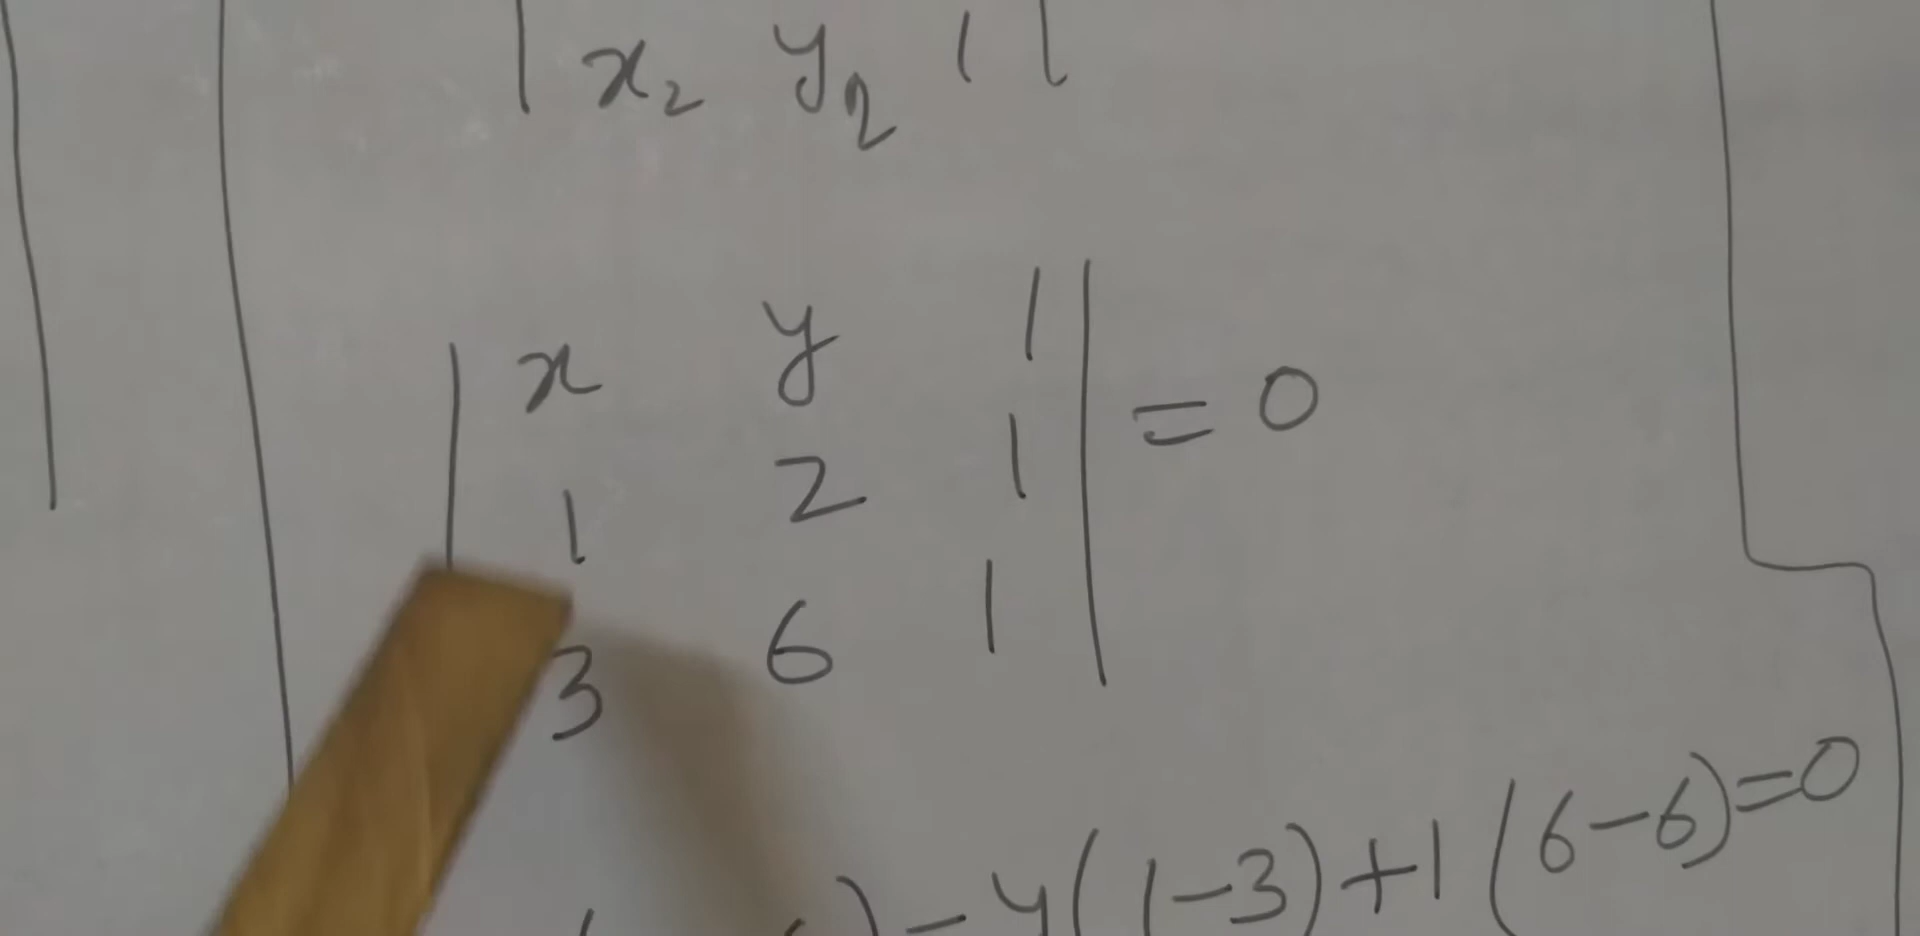 | x₂ y₂ 1 |
| x y 1 |
| 1 2 1 | = 0
3 6 1 |
) - y(1-3)+1(6-6)=0